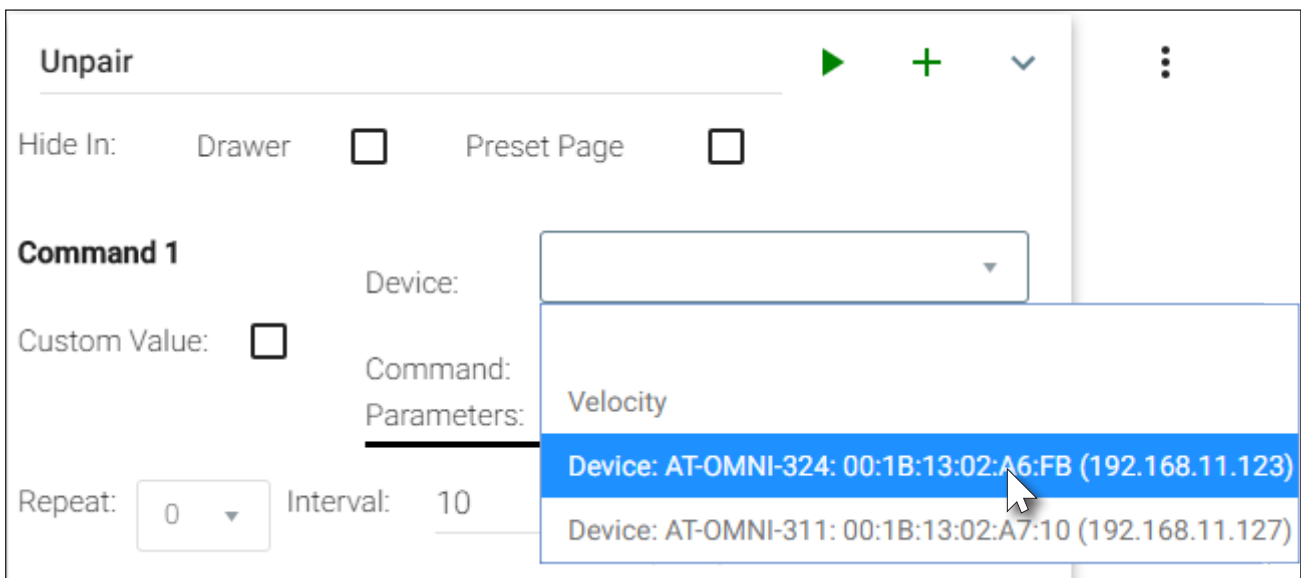 Unpair
Hide In: Drawer Preset Page
Command 1
Device:
Custom Value:
Command:
Velocity
Parameters:
Device: AT-OMNI-324: 00:1B:13:02:A6:FB (192.168.11.123)
Repeat: 0 Interval: 10
Device: AT-OMNI-311: 00:1B:13:02:A7:10 (192.168.11.127)